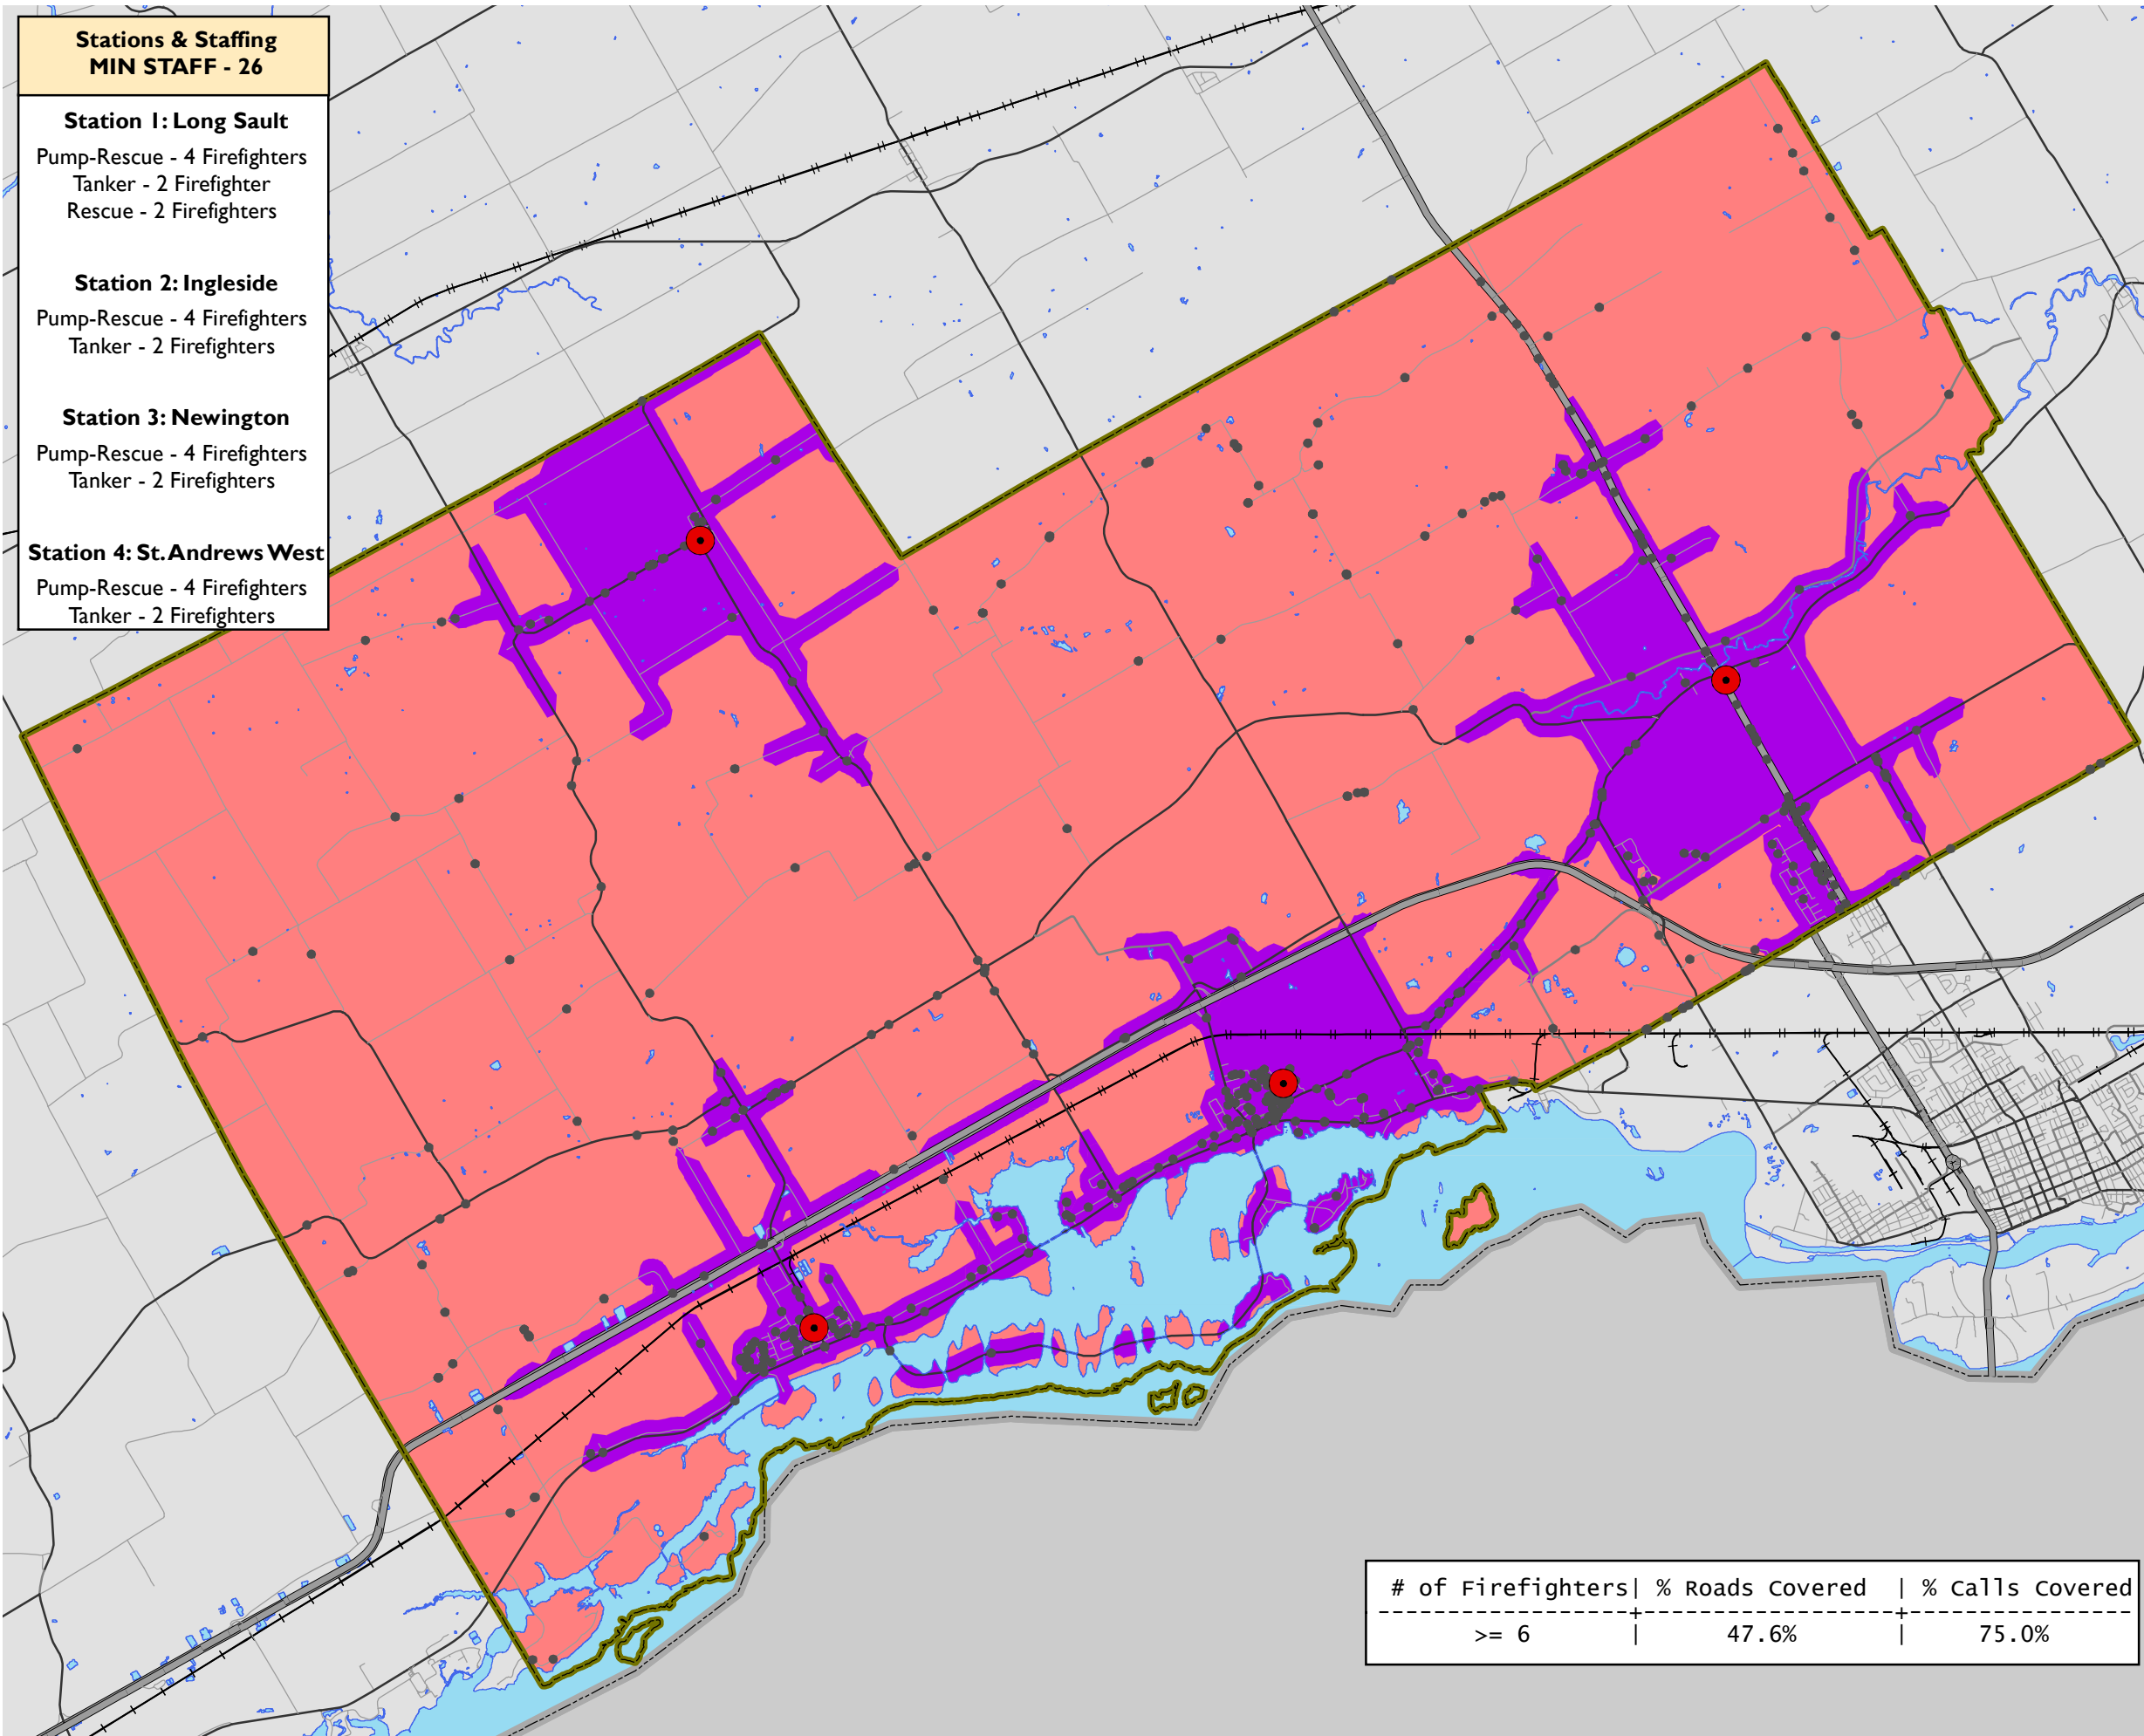 Stations & Staffing
MIN STAFF - 26
Station 1: Long Sault
Pump-Rescue - 4 Firefighters
Tanker - 2 Firefighter
Rescue - 2 Firefighters
Station 2: Ingleside
Pump-Rescue - 4 Firefighters
Tanker - 2 Firefighters
Station 3: Newington
Pump-Rescue - 4 Firefighters
Tanker - 2 Firefighters
Station 4: St. Andrews West
Pump-Rescue - 4 Firefighters
Tanker - 2 Firefighters
# of Firefighters| % Roads Covered | % Calls Covered
>= 6 | 47.6% | 75.0%